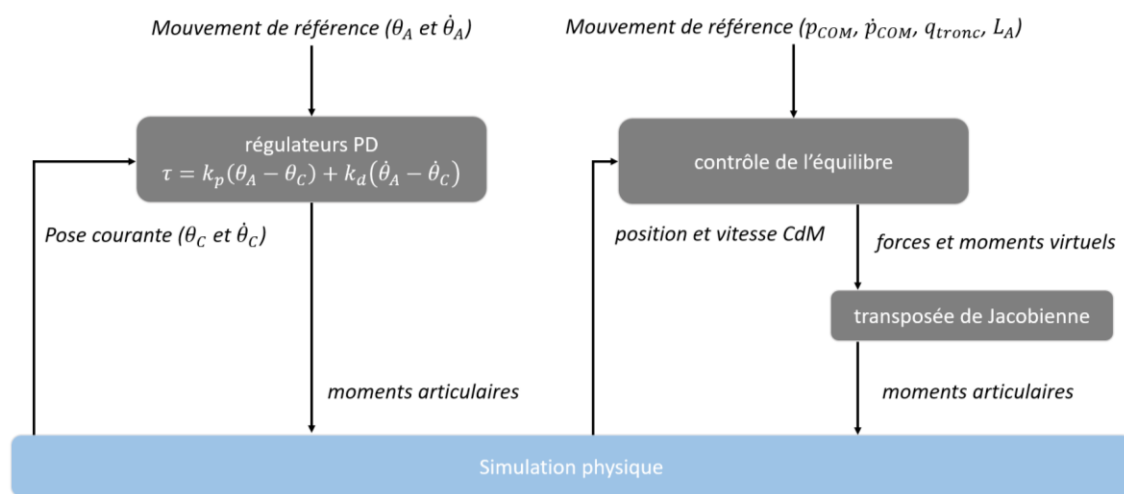 Mouvement de référence (θ_A et θ̇_A)
régulateurs PD
τ = k_p(θ_A − θ_C) + k_d(θ̇_A − θ̇_C)
Pose courante (θ_C et θ̇_C)
moments articulaires
Mouvement de référence (p_COM, ṗ_COM, q_tronc, L_A)
contrôle de l'équilibre
position et vitesse CdM
forces et moments virtuels
transposée de Jacobienne
moments articulaires
Simulation physique